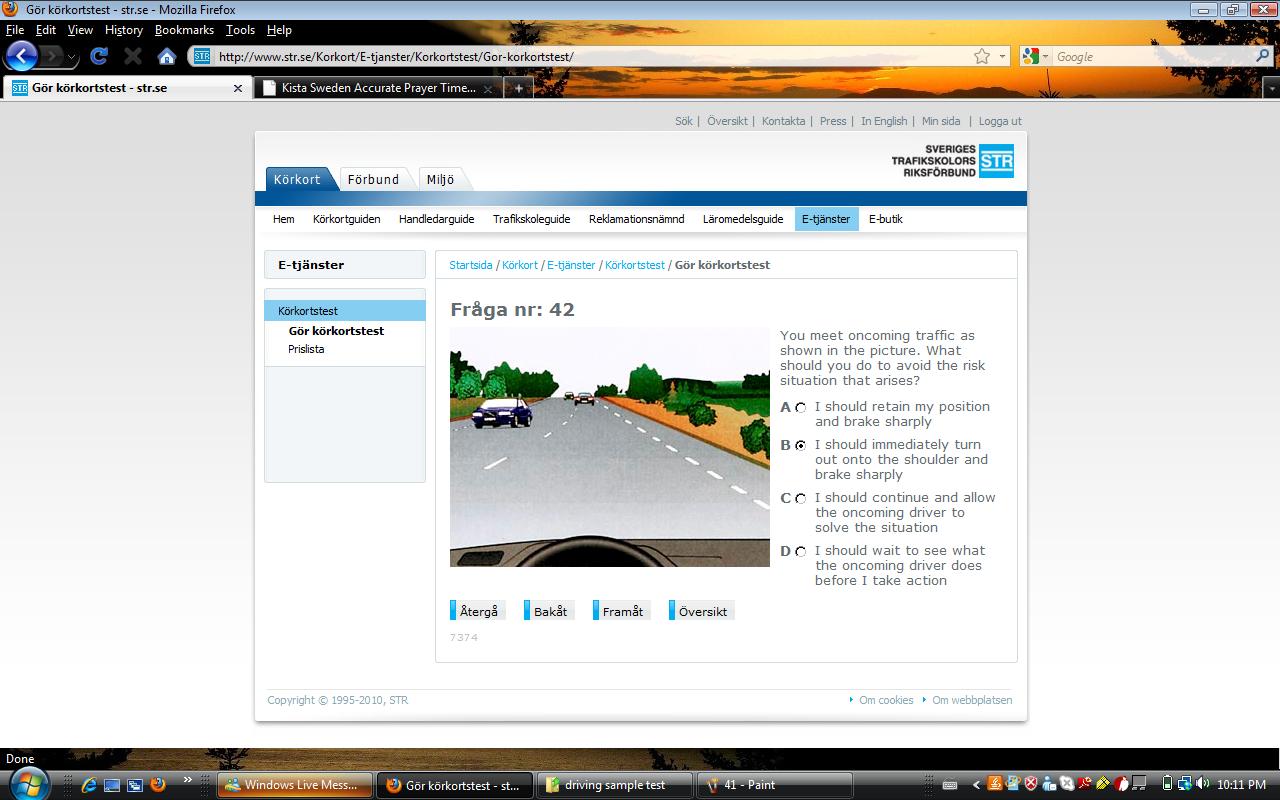 Gör körkortstest - str.se - Mozilla Firefox
File Edit View History Bookmarks Tools Help
STR http://www.str.se/Korkort/E-tjanster/Korkortstest/Gor-korkortstest/ Google
STR Gör körkortstest - str.se Kista Sweden Accurate Prayer Time...
Sök | Översikt | Kontakta | Press | In English | Min sida | Logga ut
SVERIGES
TRAFIKSKOLORS STR
RIKSFÖRBUND
Körkort Förbund Miljö
Hem Körkortguiden Handledarguide Trafikskoleguide Reklamationsnämnd Läromedelsguide E-tjänster E-butik
E-tjänster
Körkortstest
Gör körkortstest
Prislista
Startsida / Körkort / E-tjänster / Körkortstest / Gör körkortstest
Fråga nr: 42
You meet oncoming traffic as
shown in the picture. What
should you do to avoid the risk
situation that arises?
A I should retain my position
and brake sharply
B I should immediately turn
out onto the shoulder and
brake sharply
C I should continue and allow
the oncoming driver to
solve the situation
D I should wait to see what
the oncoming driver does
before I take action
Återgå Bakåt Framåt Översikt
7374
Copyright © 1995-2010, STR Om cookies Om webbplatsen
Done
Windows Live Mess... Gör körkortstest - st... driving sample test 41 - Paint 10:11 PM